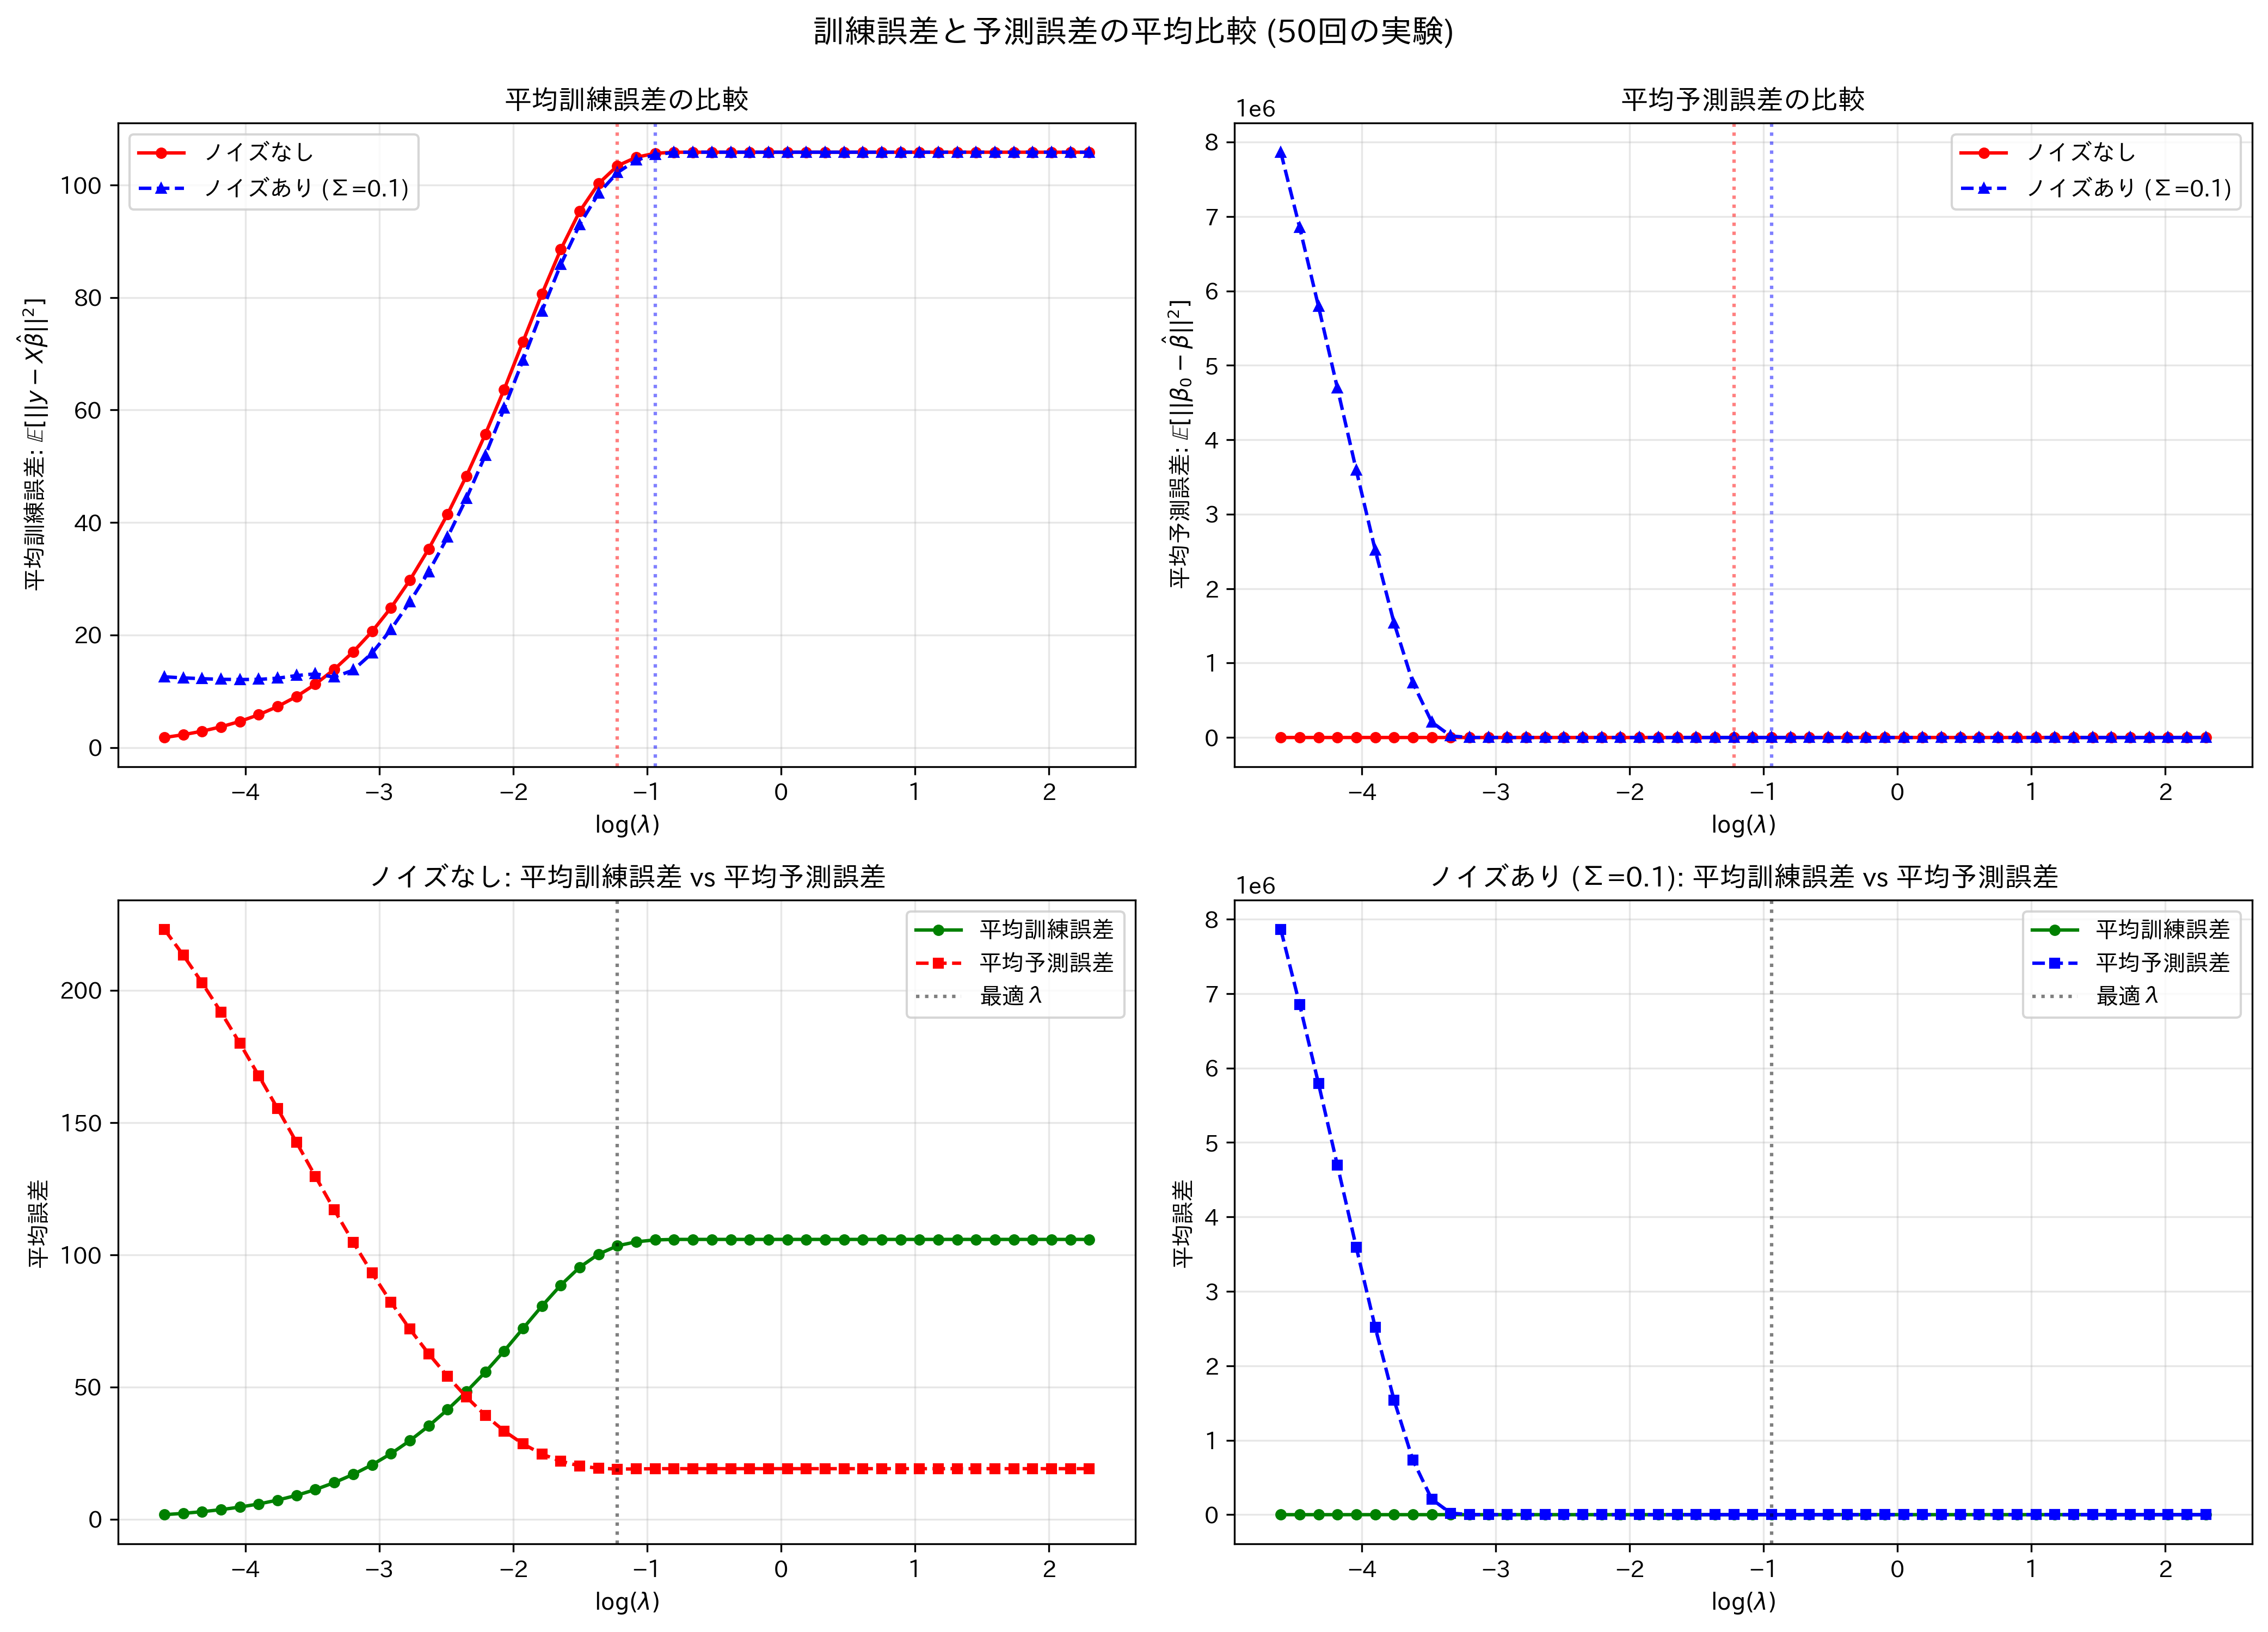 訓練誤差と予測誤差の平均比較 (50回の実験)
平均訓練誤差の比較
ノイズなし
ノイズあり (Σ=0.1)
平均訓練誤差: 𝔼[||y − Xβ̂||²]
100
80
60
40
20
0
−4 −3 −2 −1 0 1 2
log(λ)
平均予測誤差の比較
1e6
ノイズなし
ノイズあり (Σ=0.1)
平均予測誤差: 𝔼[||β₀ − β̂||²]
8
7
6
5
4
3
2
1
0
−4 −3 −2 −1 0 1 2
log(λ)
ノイズなし: 平均訓練誤差 vs 平均予測誤差
平均訓練誤差
平均予測誤差
最適λ
平均誤差
200
150
100
50
0
−4 −3 −2 −1 0 1 2
log(λ)
ノイズあり (Σ=0.1): 平均訓練誤差 vs 平均予測誤差
1e6
平均訓練誤差
平均予測誤差
最適λ
平均誤差
8
7
6
5
4
3
2
1
0
−4 −3 −2 −1 0 1 2
log(λ)